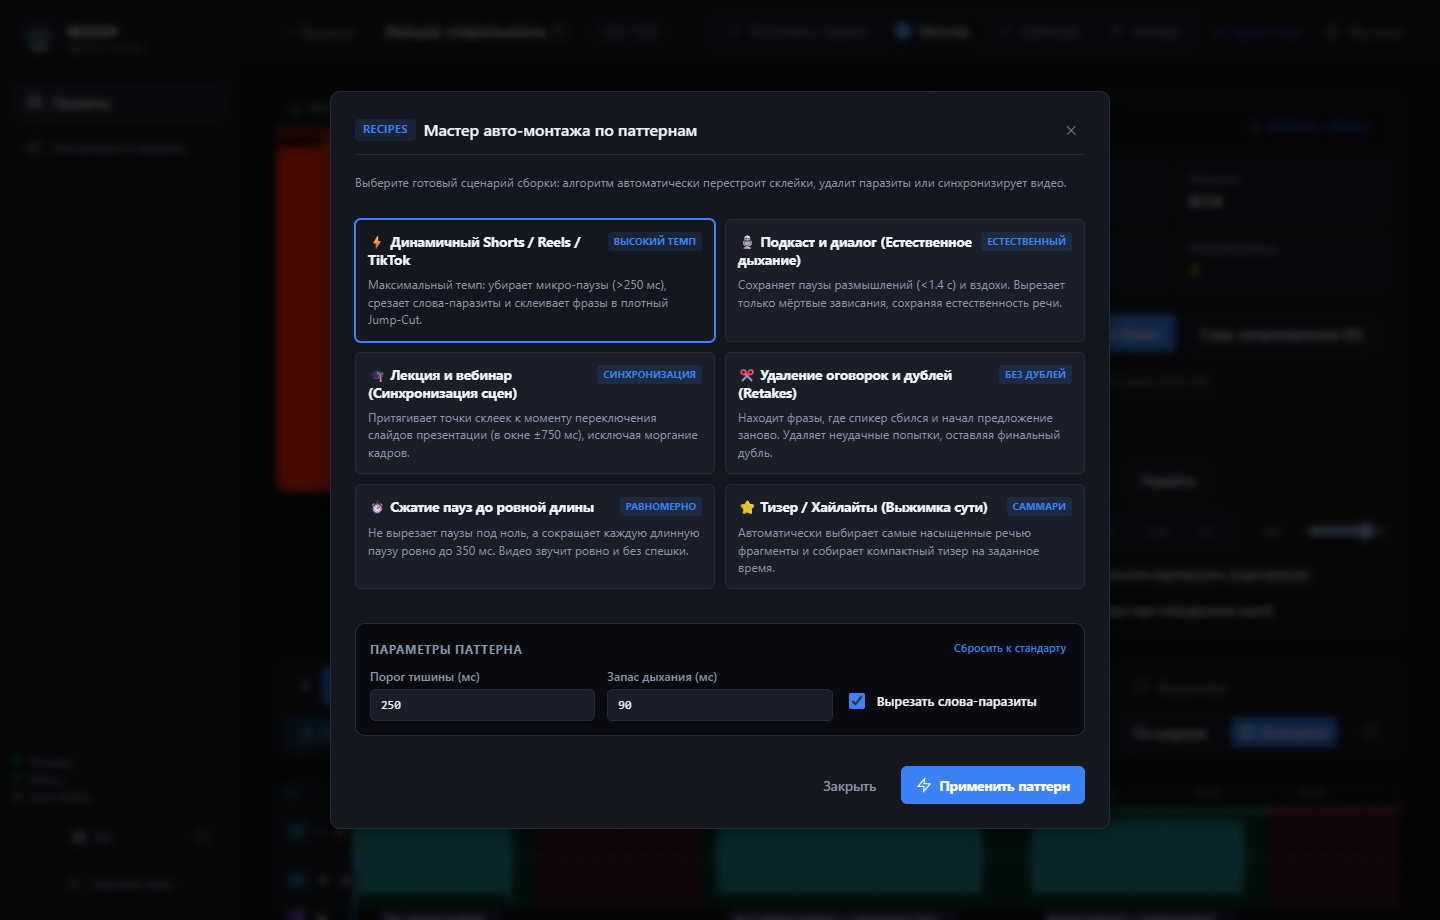 RECIPES Мастер авто-монтажа по паттернам
Выберите готовый сценарий сборки: алгоритм автоматически перестроит склейки, удалит паразиты или синхронизирует видео.
Динамичный Shorts / Reels / TikTok
ВЫСОКИЙ ТЕМП
Максимальный темп: убирает микро-паузы (>250 мс),
срезает слова-паразиты и склеивает фразы в плотный
Jump-Cut.
Подкаст и диалог (Естественное
дыхание)
ЕСТЕСТВЕННЫЙ
Сохраняет паузы размышлений (<1.4 с) и вздохи. Вырезает
только мёртвые зависания, сохраняя естественность речи.
Лекция и вебинар
(Синхронизация сцен)
СИНХРОНИЗАЦИЯ
Притягивает точки склеек к моменту переключения
слайдов презентации (в окне ±750 мс), исключая моргание
кадров.
Удаление оговорок и дублей
(Retakes)
БЕЗ ДУБЛЕЙ
Находит фразы, где спикер сбился и начал предложение
заново. Удаляет неудачные попытки, оставляя финальный
дубль.
Сжатие пауз до ровной длины
РАВНОМЕРНО
Не вырезает паузы под ноль, а сокращает каждую длинную
паузу ровно до 350 мс. Видео звучит ровно и без спешки.
Тизер / Хайлайты (Выжимка сути)
САММАРИ
Автоматически выбирает самые насыщенные речью
фрагменты и собирает компактный тизер на заданное
время.
ПАРАМЕТРЫ ПАТТЕРНА
Сбросить к стандарту
Порог тишины (мс)
250
Запас дыхания (мс)
90
Вырезать слова-паразиты
Закрыть
Применить паттерн